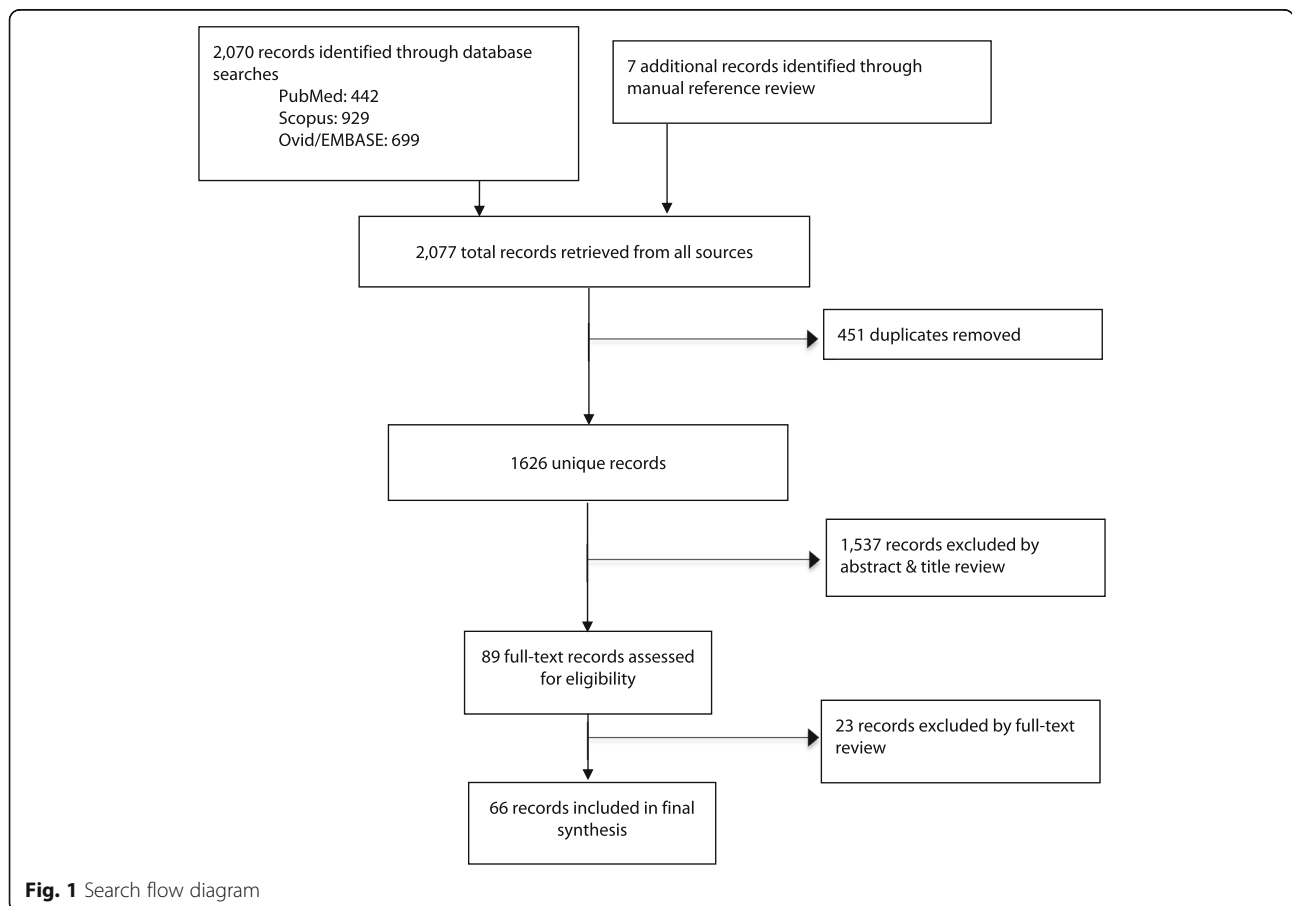 2,070 records identified through database
searches
PubMed: 442
Scopus: 929
Ovid/EMBASE: 699
7 additional records identified through
manual reference review
2,077 total records retrieved from all sources
451 duplicates removed
1626 unique records
1,537 records excluded by
abstract & title review
89 full-text records assessed
for eligibility
23 records excluded by full-text
review
66 records included in final
synthesis
Fig. 1 Search flow diagram